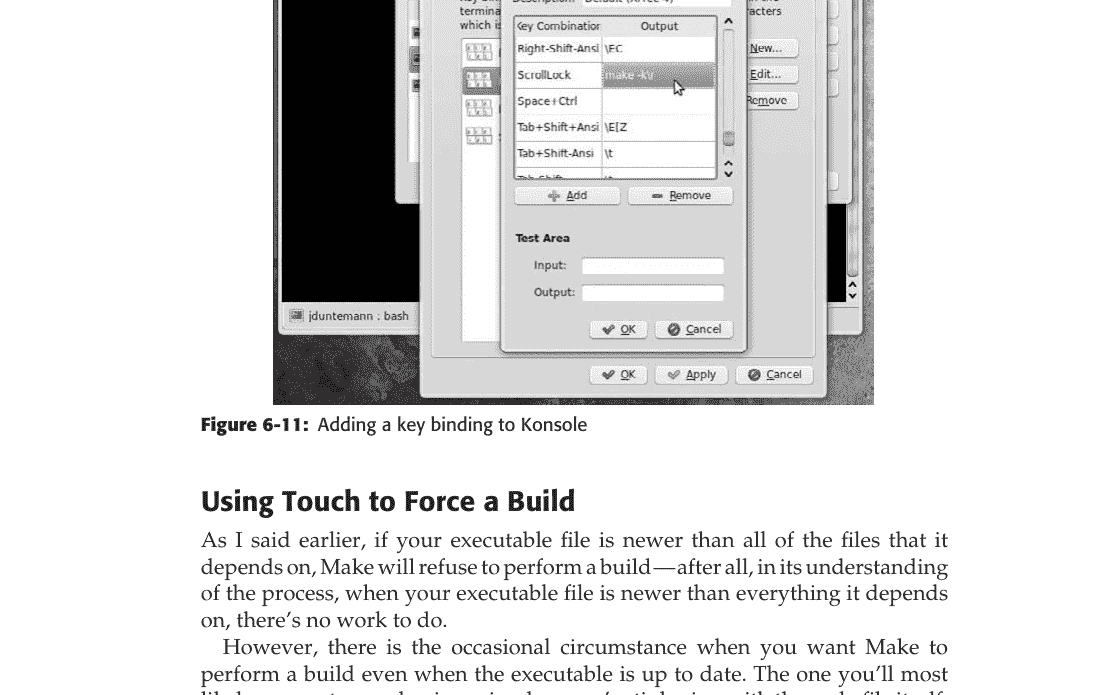 termina
which is
acters
Key Combination Output
Right-Shift-Ansi \EC
ScrollLock make -k\r
Space+Ctrl
Tab+Shift+Ansi \E[Z
Tab+Shift-Ansi \t
New...
Edit...
Remove
Add Remove
Test Area
Input:
Output:
OK Cancel
jduntemann : bash
OK Apply Cancel
Figure 6-11: Adding a key binding to Konsole
Using Touch to Force a Build
As I said earlier, if your executable file is newer than all of the files that it
depends on, Make will refuse to perform a build—after all, in its understanding
of the process, when your executable file is newer than everything it depends
on, there's no work to do.
However, there is the occasional circumstance when you want Make to
perform a build even when the executable is up to date. The one you'll most